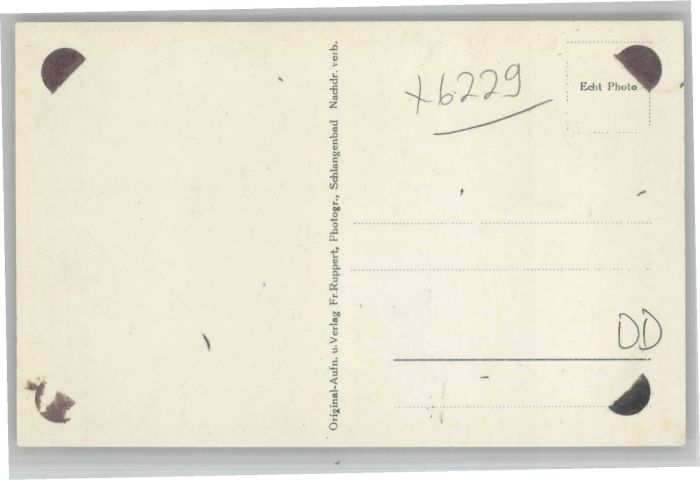 Original-Aufn. u. Verlag Fr. Ruppert, Photogr., Schlangenbad Nachdr. verb.
x6229
Echt Photo
DD